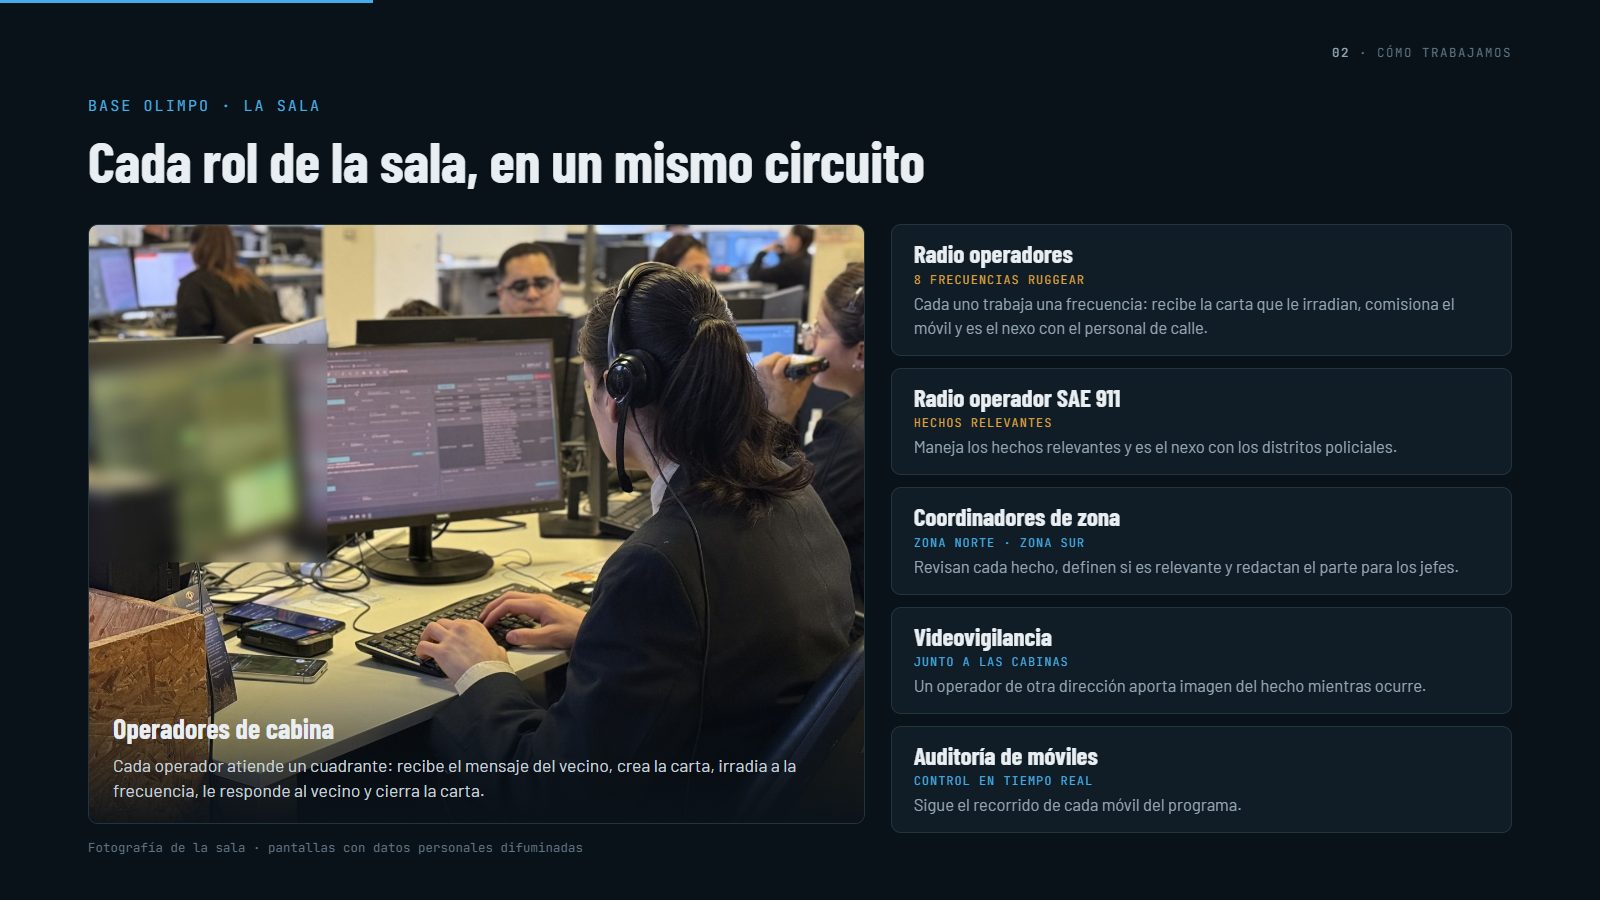 02 · CÓMO TRABAJAMOS
BASE OLIMPO · LA SALA
Cada rol de la sala, en un mismo circuito
Operadores de cabina
Cada operador atiende un cuadrante: recibe el mensaje del vecino, crea la carta, irradia a la
frecuencia, le responde al vecino y cierra la carta.
Fotografía de la sala · pantallas con datos personales difuminadas
Radio operadores
8 FRECUENCIAS RUGGEAR
Cada uno trabaja una frecuencia: recibe la carta que le irradian, comisiona el
móvil y es el nexo con el personal de calle.
Radio operador SAE 911
HECHOS RELEVANTES
Maneja los hechos relevantes y es el nexo con los distritos policiales.
Coordinadores de zona
ZONA NORTE · ZONA SUR
Revisan cada hecho, definen si es relevante y redactan el parte para los jefes.
Videovigilancia
JUNTO A LAS CABINAS
Un operador de otra dirección aporta imagen del hecho mientras ocurre.
Auditoría de móviles
CONTROL EN TIEMPO REAL
Sigue el recorrido de cada móvil del programa.